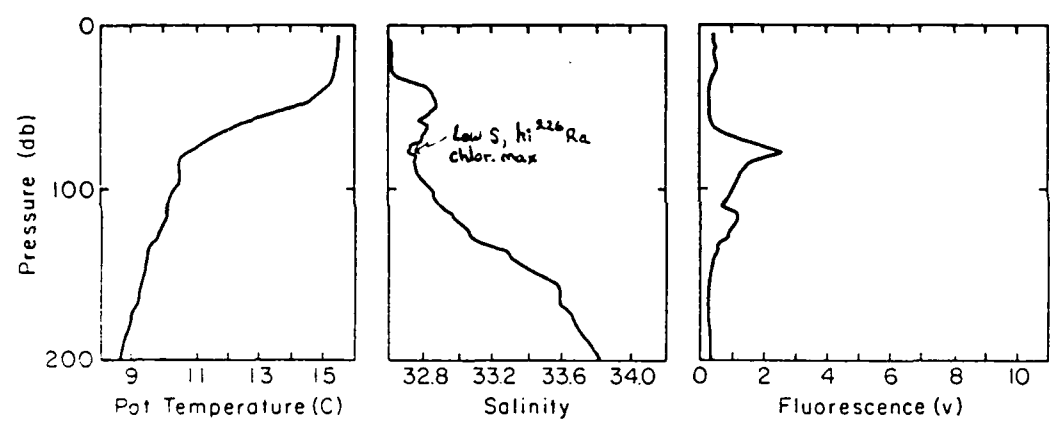 0
100
200
Pressure (db)
9 11 13 15
Pot Temperature (C)
Low S, hi ²²⁶Ra
chlor. max
32.8 33.2 33.6 34.0
Salinity
0 2 4 6 8 10
Fluorescence (v)